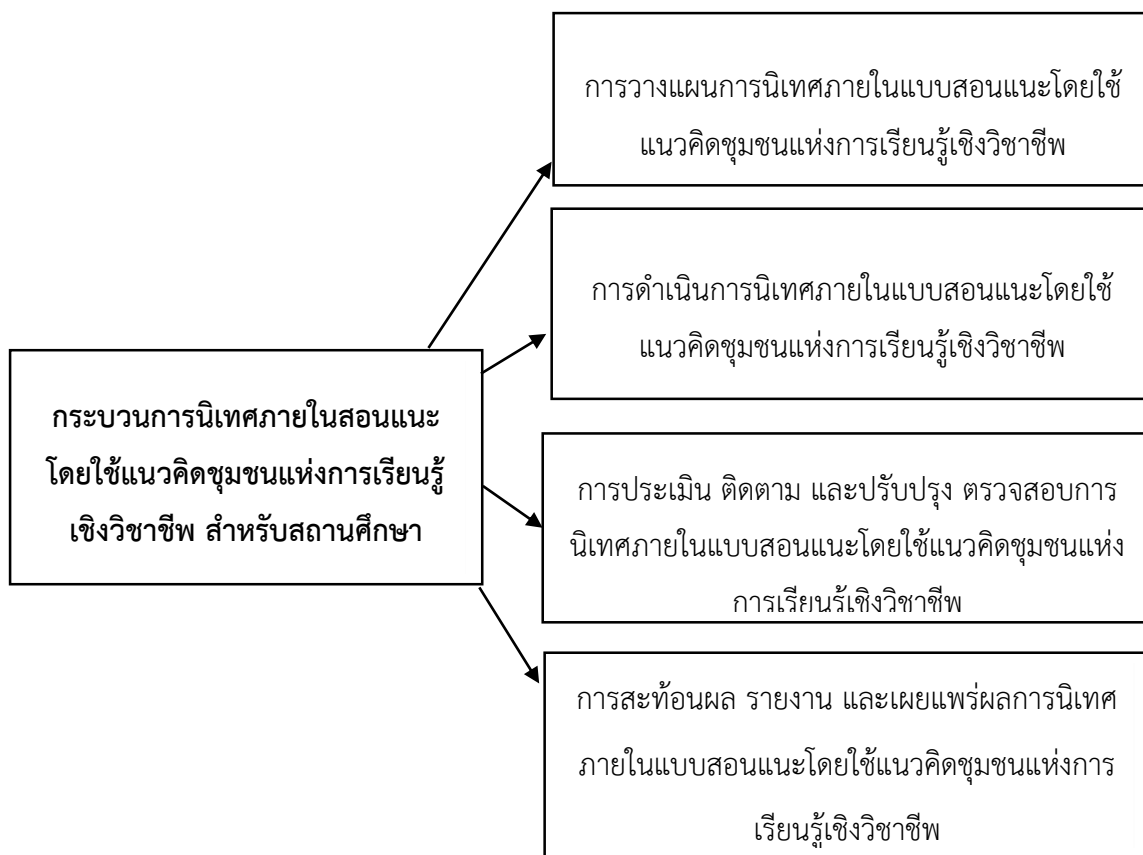 การวางแผนการนิเทศภายในแบบสอนแนะโดยใช้
แนวคิดชุมชนแห่งการเรียนรู้เชิงวิชาชีพ
การดำเนินการนิเทศภายในแบบสอนแนะโดยใช้
แนวคิดชุมชนแห่งการเรียนรู้เชิงวิชาชีพ
กระบวนการนิเทศภายในสอนแนะ
โดยใช้แนวคิดชุมชนแห่งการเรียนรู้
เชิงวิชาชีพ สำหรับสถานศึกษา
การประเมิน ติดตาม และปรับปรุง ตรวจสอบการ
นิเทศภายในแบบสอนแนะโดยใช้แนวคิดชุมชนแห่ง
การเรียนรู้เชิงวิชาชีพ
การสะท้อนผล รายงาน และเผยแพร่ผลการนิเทศ
ภายในแบบสอนแนะโดยใช้แนวคิดชุมชนแห่งการ
เรียนรู้เชิงวิชาชีพ